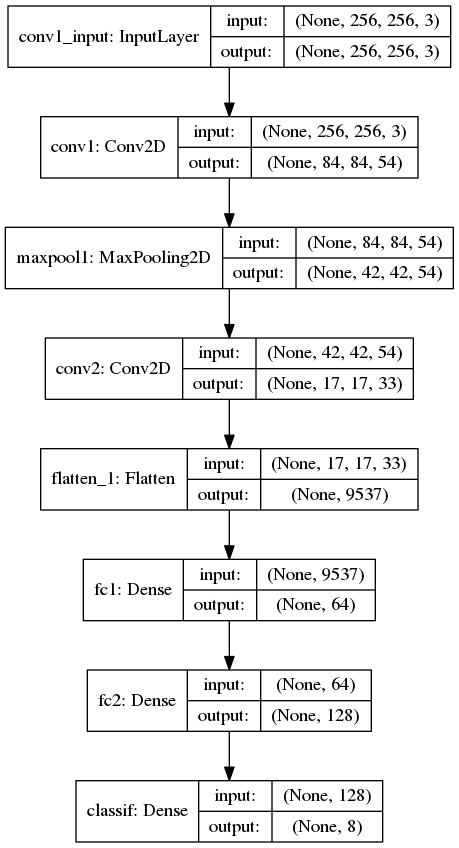 conv1_input: InputLayer
input: (None, 256, 256, 3)
output: (None, 256, 256, 3)
conv1: Conv2D
input: (None, 256, 256, 3)
output: (None, 84, 84, 54)
maxpool1: MaxPooling2D
input: (None, 84, 84, 54)
output: (None, 42, 42, 54)
conv2: Conv2D
input: (None, 42, 42, 54)
output: (None, 17, 17, 33)
flatten_1: Flatten
input: (None, 17, 17, 33)
output: (None, 9537)
fc1: Dense
input: (None, 9537)
output: (None, 64)
fc2: Dense
input: (None, 64)
output: (None, 128)
classif: Dense
input: (None, 128)
output: (None, 8)